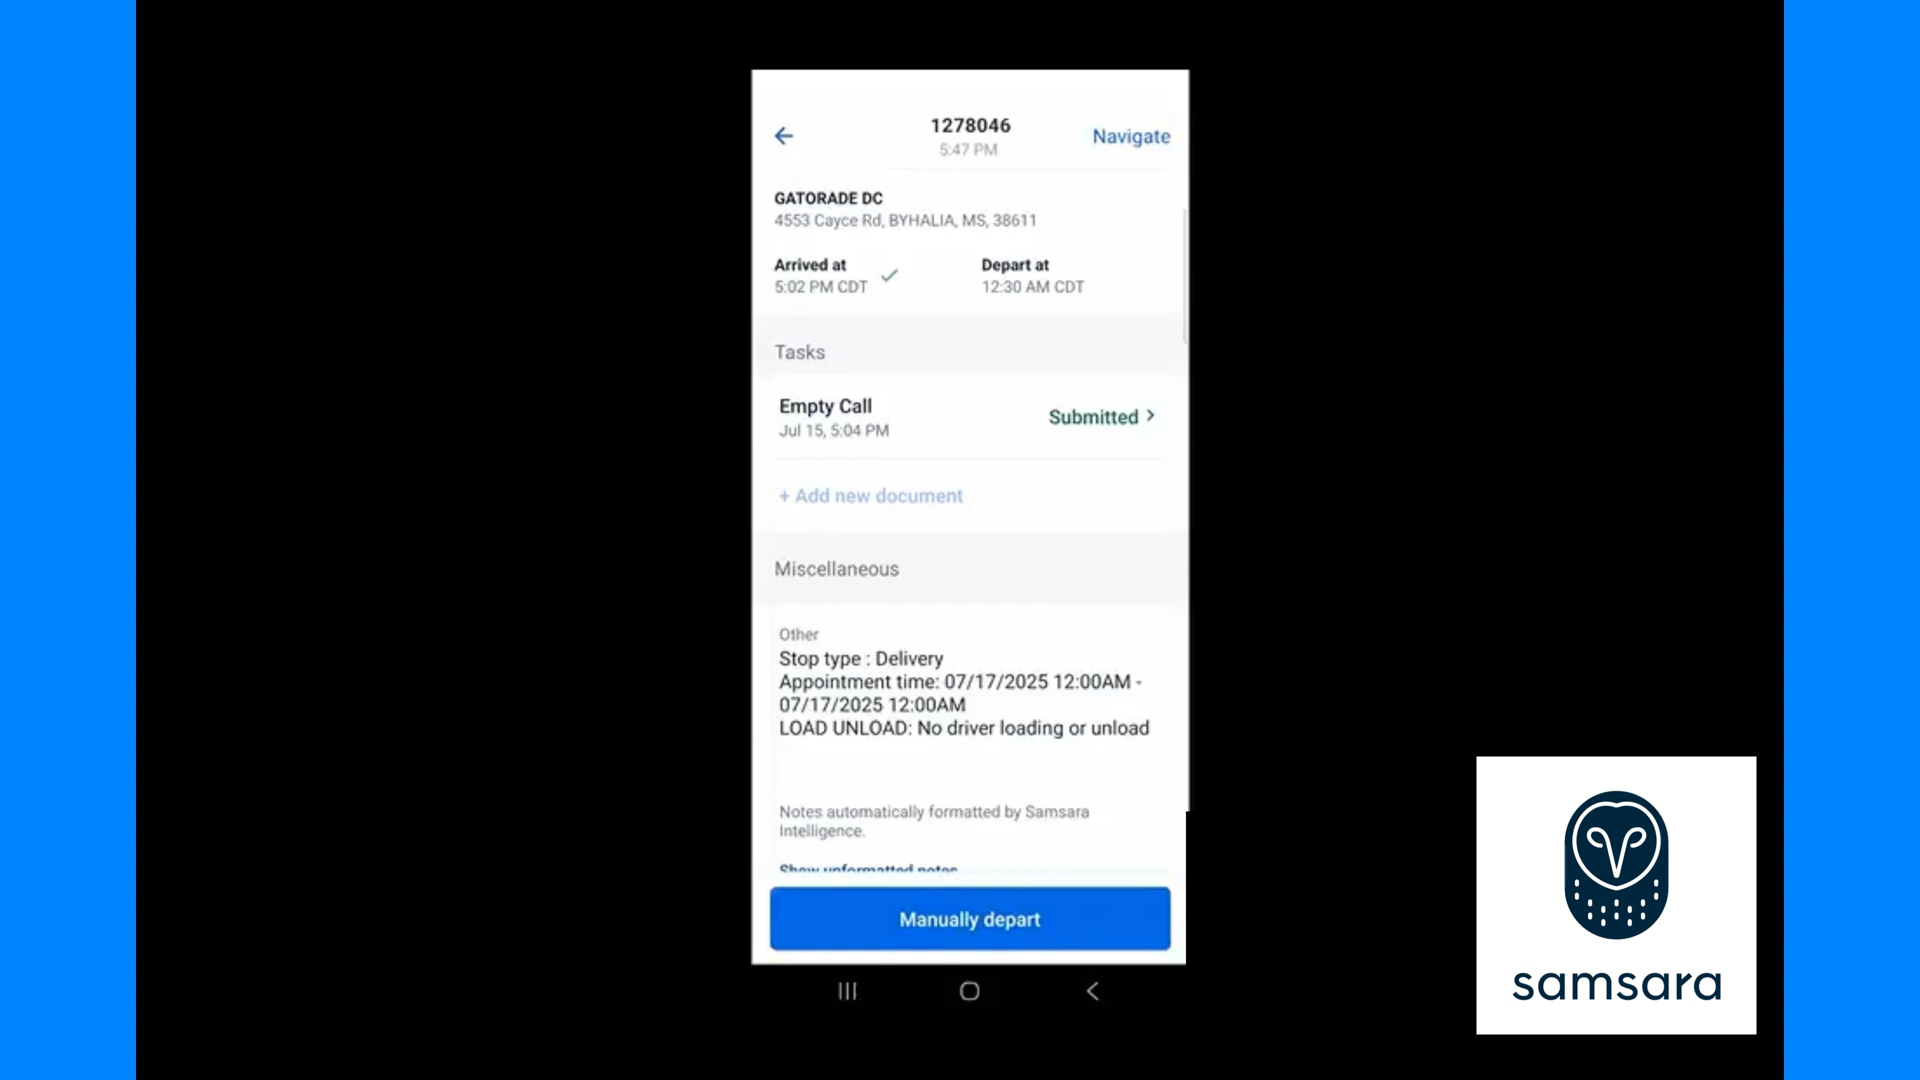 1278046
5:47 PM
Navigate
GATORADE DC
4553 Cayce Rd, BYHALIA, MS, 38611
Arrived at
5:02 PM CDT
Depart at
12:30 AM CDT
Tasks
Empty Call
Jul 15, 5:04 PM
Submitted
+ Add new document
Miscellaneous
Other
Stop type : Delivery
Appointment time: 07/17/2025 12:00AM -
07/17/2025 12:00AM
LOAD UNLOAD: No driver loading or unload
Notes automatically formatted by Samsara
Intelligence.
Show unformatted notes
Manually depart
samsara